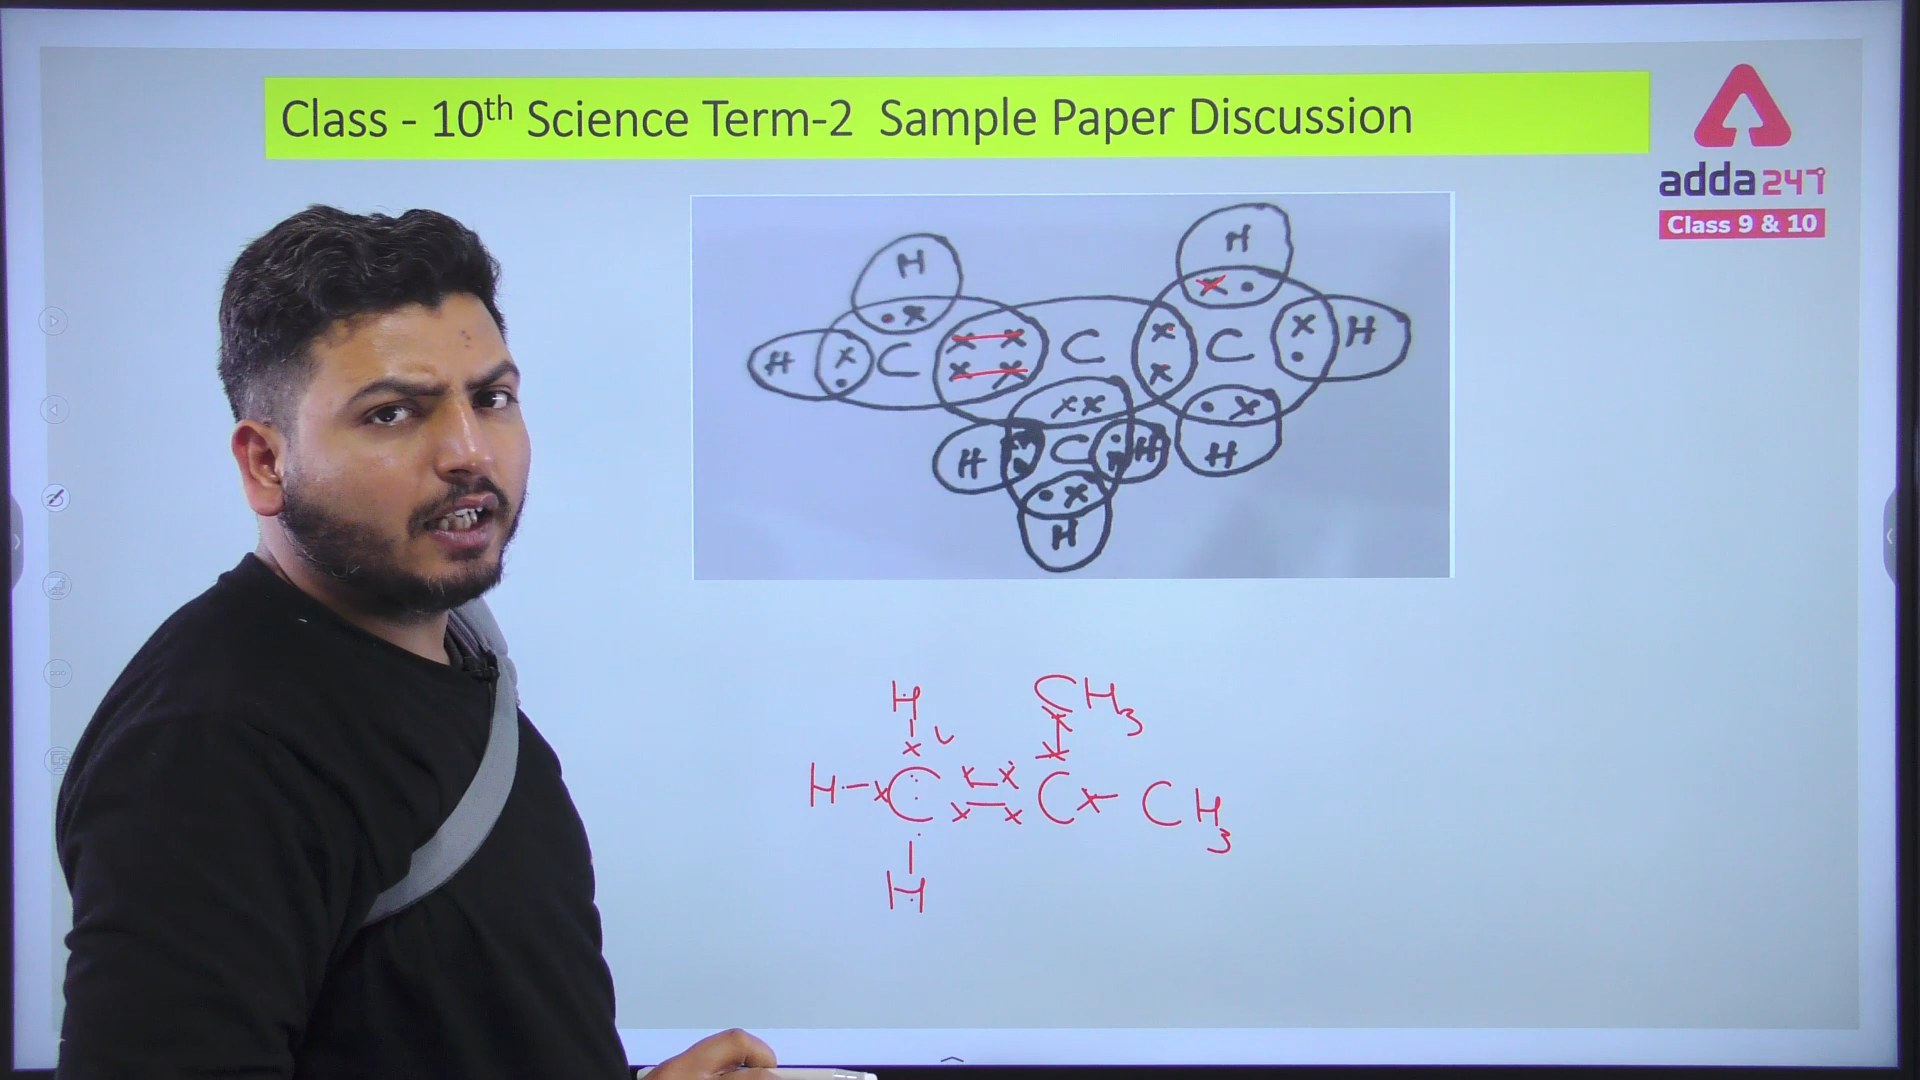 Class - 10th Science Term-2 Sample Paper Discussion
adda247
Class 9 & 10
H
H
H
C
C
C
H
H
C
H
H
H
H
CH3
H
C
C
CH3
H